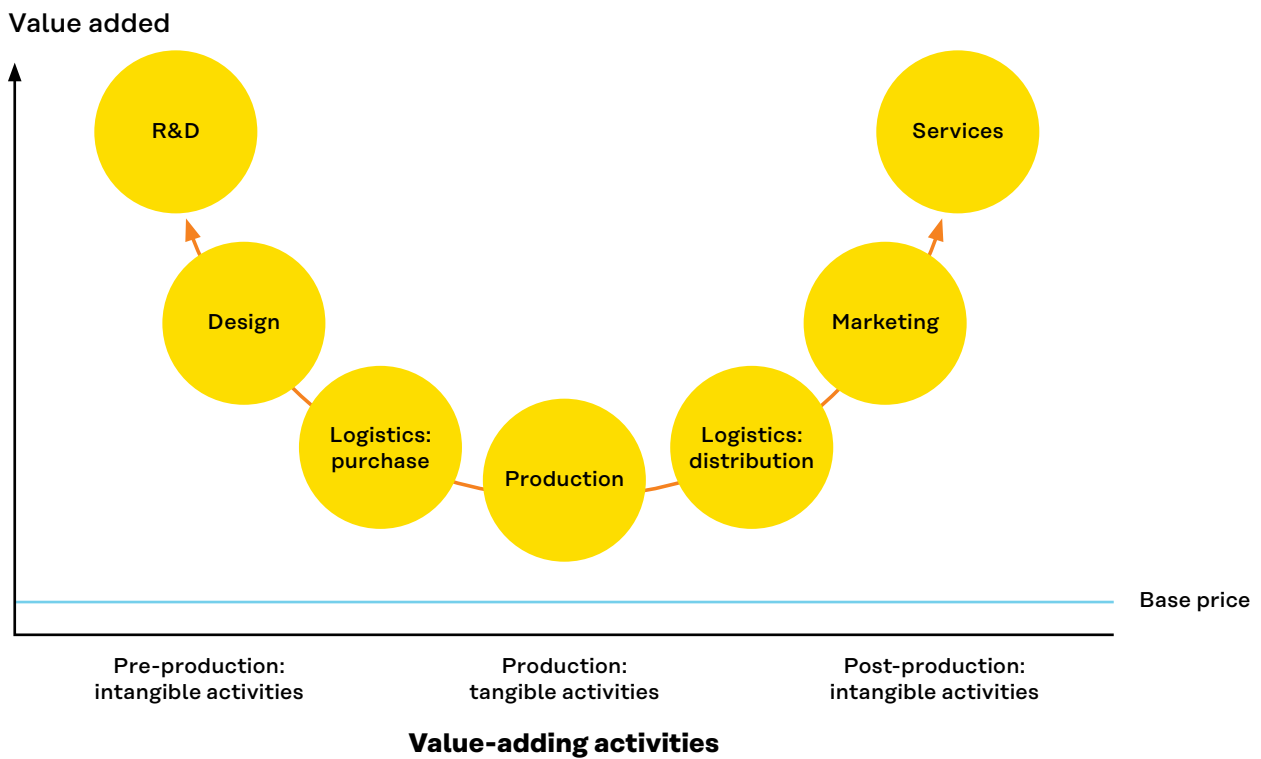 Value added
R&D
Services
Design
Marketing
Logistics:
purchase
Production
Logistics:
distribution
Base price
Pre-production:
intangible activities
Production:
tangible activities
Post-production:
intangible activities
Value-adding activities